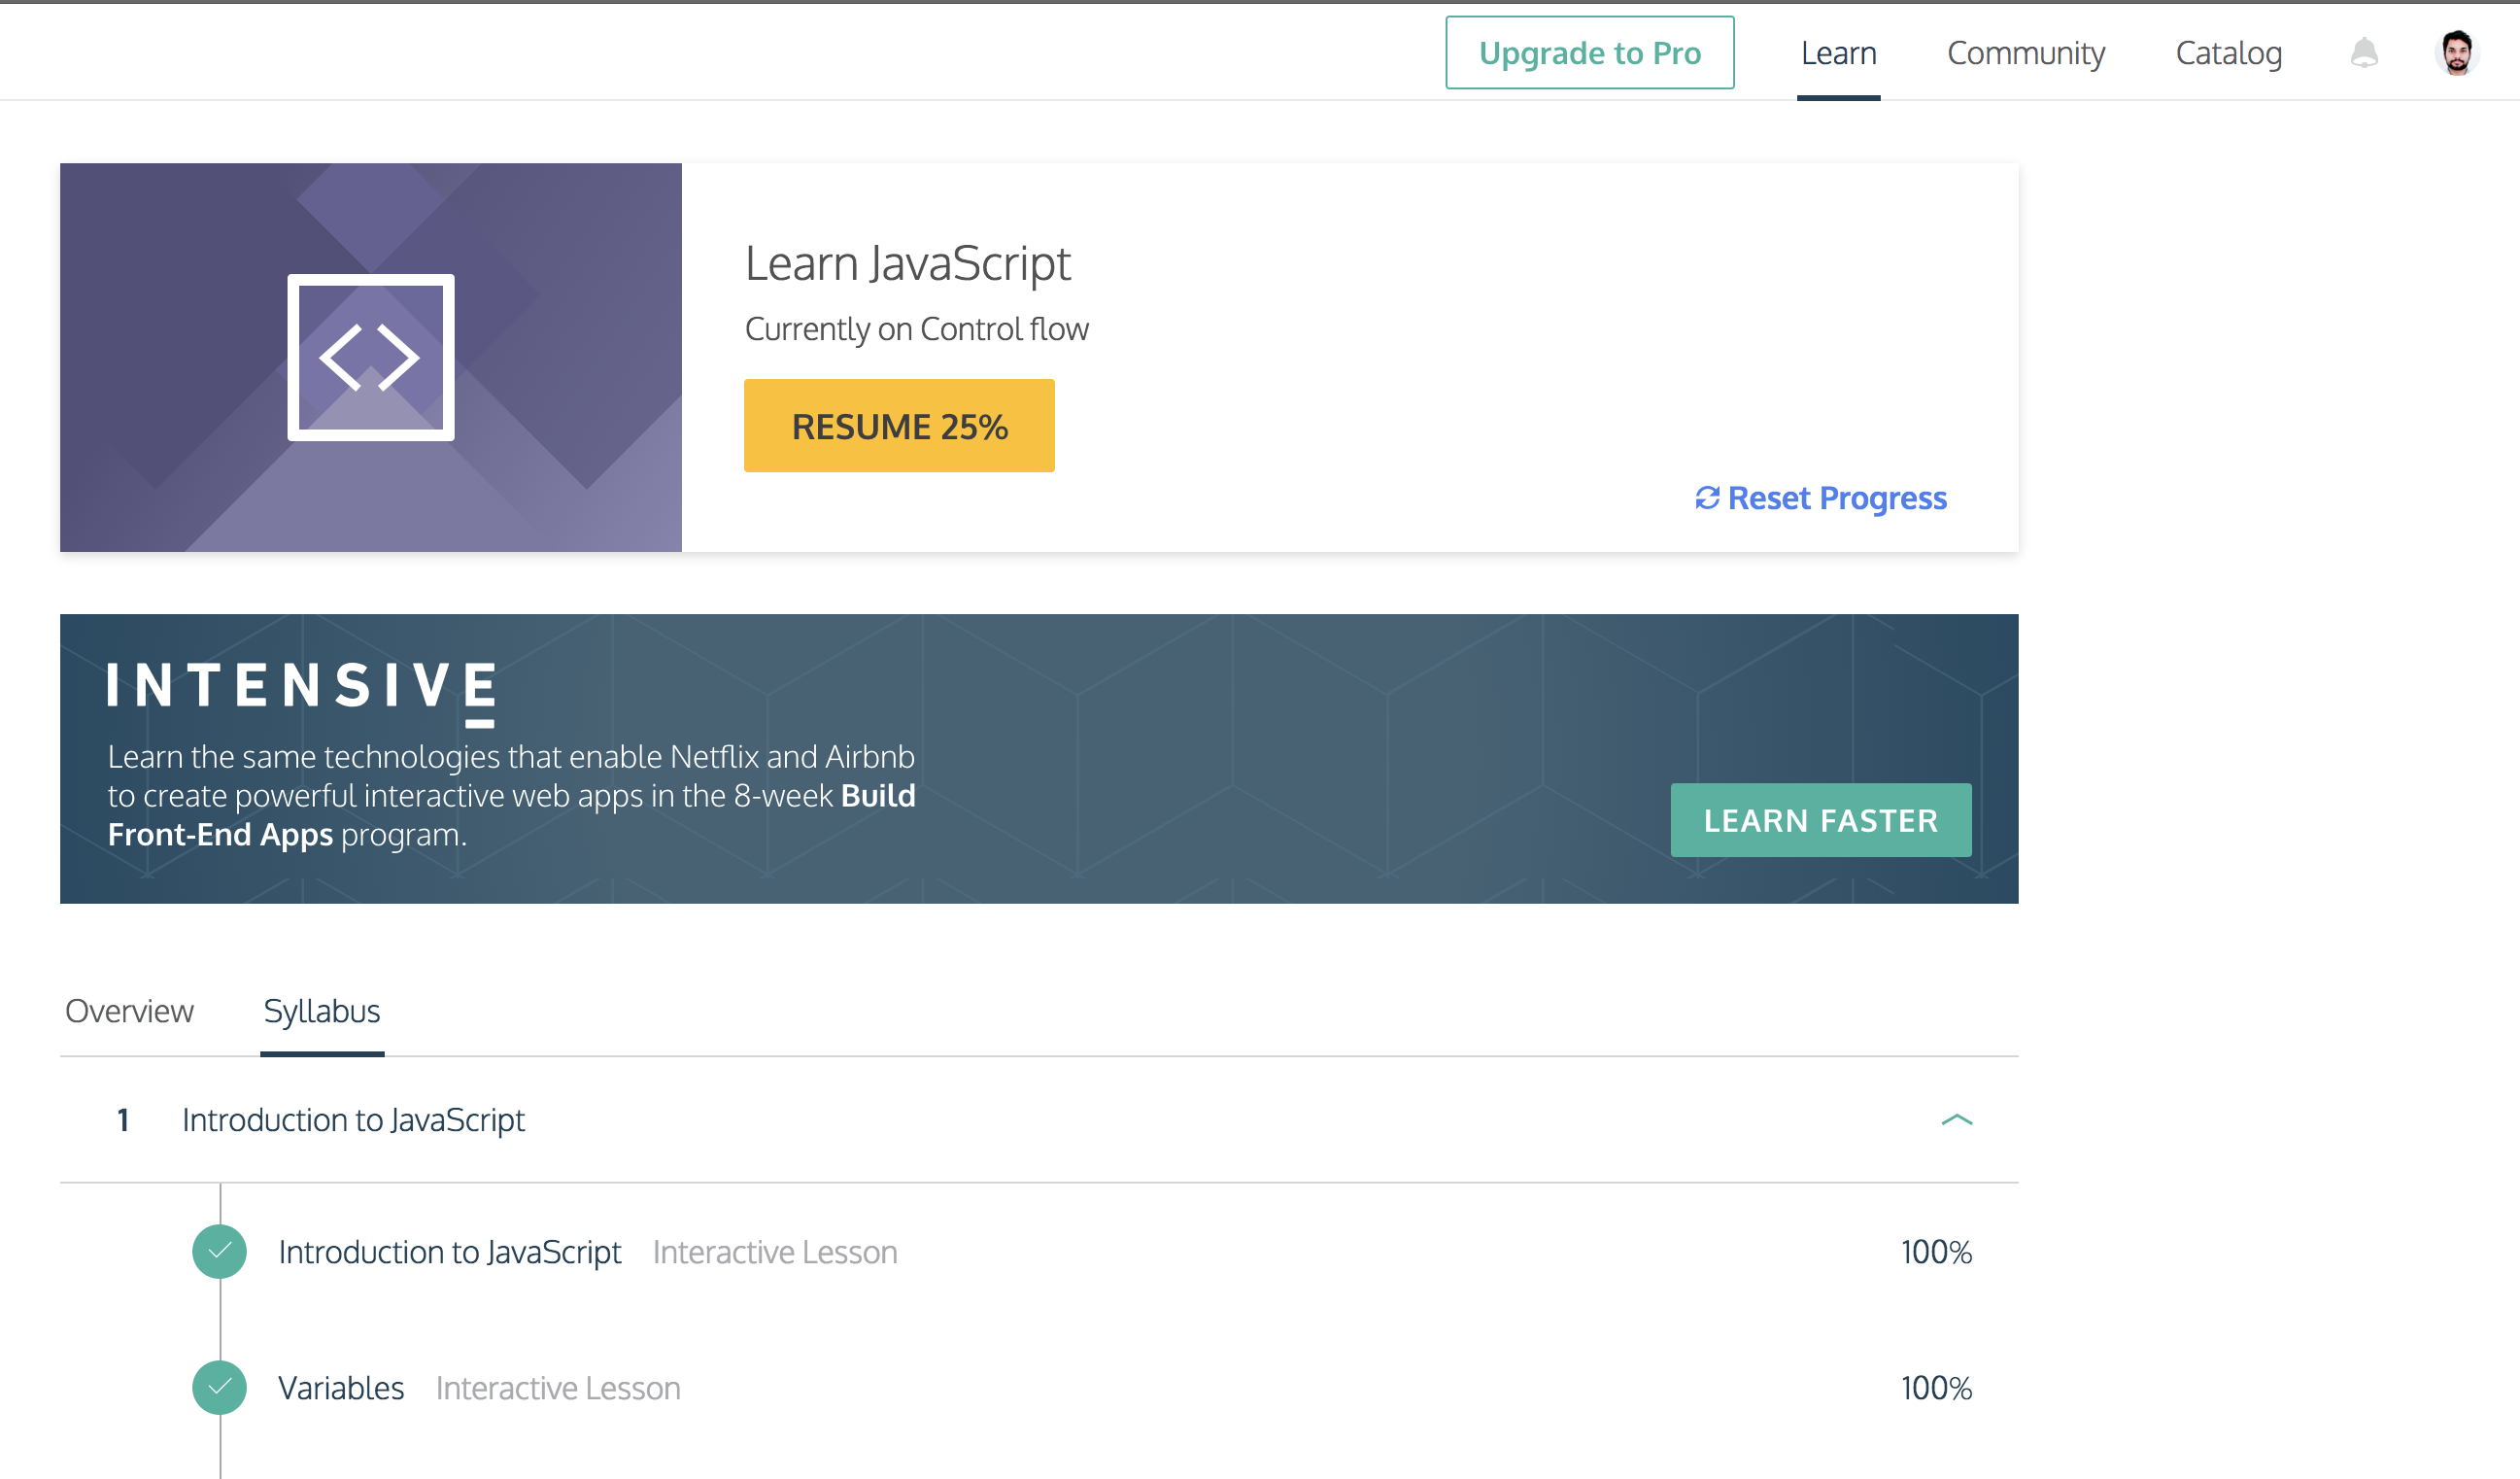 Upgrade to Pro Learn Community Catalog
Learn JavaScript
Currently on Control flow
RESUME 25%
Reset Progress
INTENSIVE
Learn the same technologies that enable Netflix and Airbnb
to create powerful interactive web apps in the 8-week Build
Front-End Apps program.
LEARN FASTER
Overview Syllabus
1 Introduction to JavaScript
Introduction to JavaScript Interactive Lesson 100%
Variables Interactive Lesson 100%